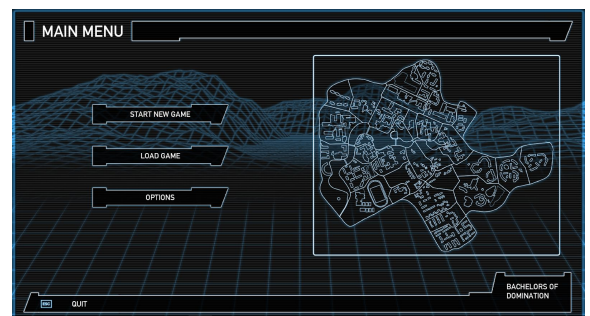 MAIN MENU
START NEW GAME
LOAD GAME
OPTIONS
ESC QUIT
BACHELORS OF
DOMINATION